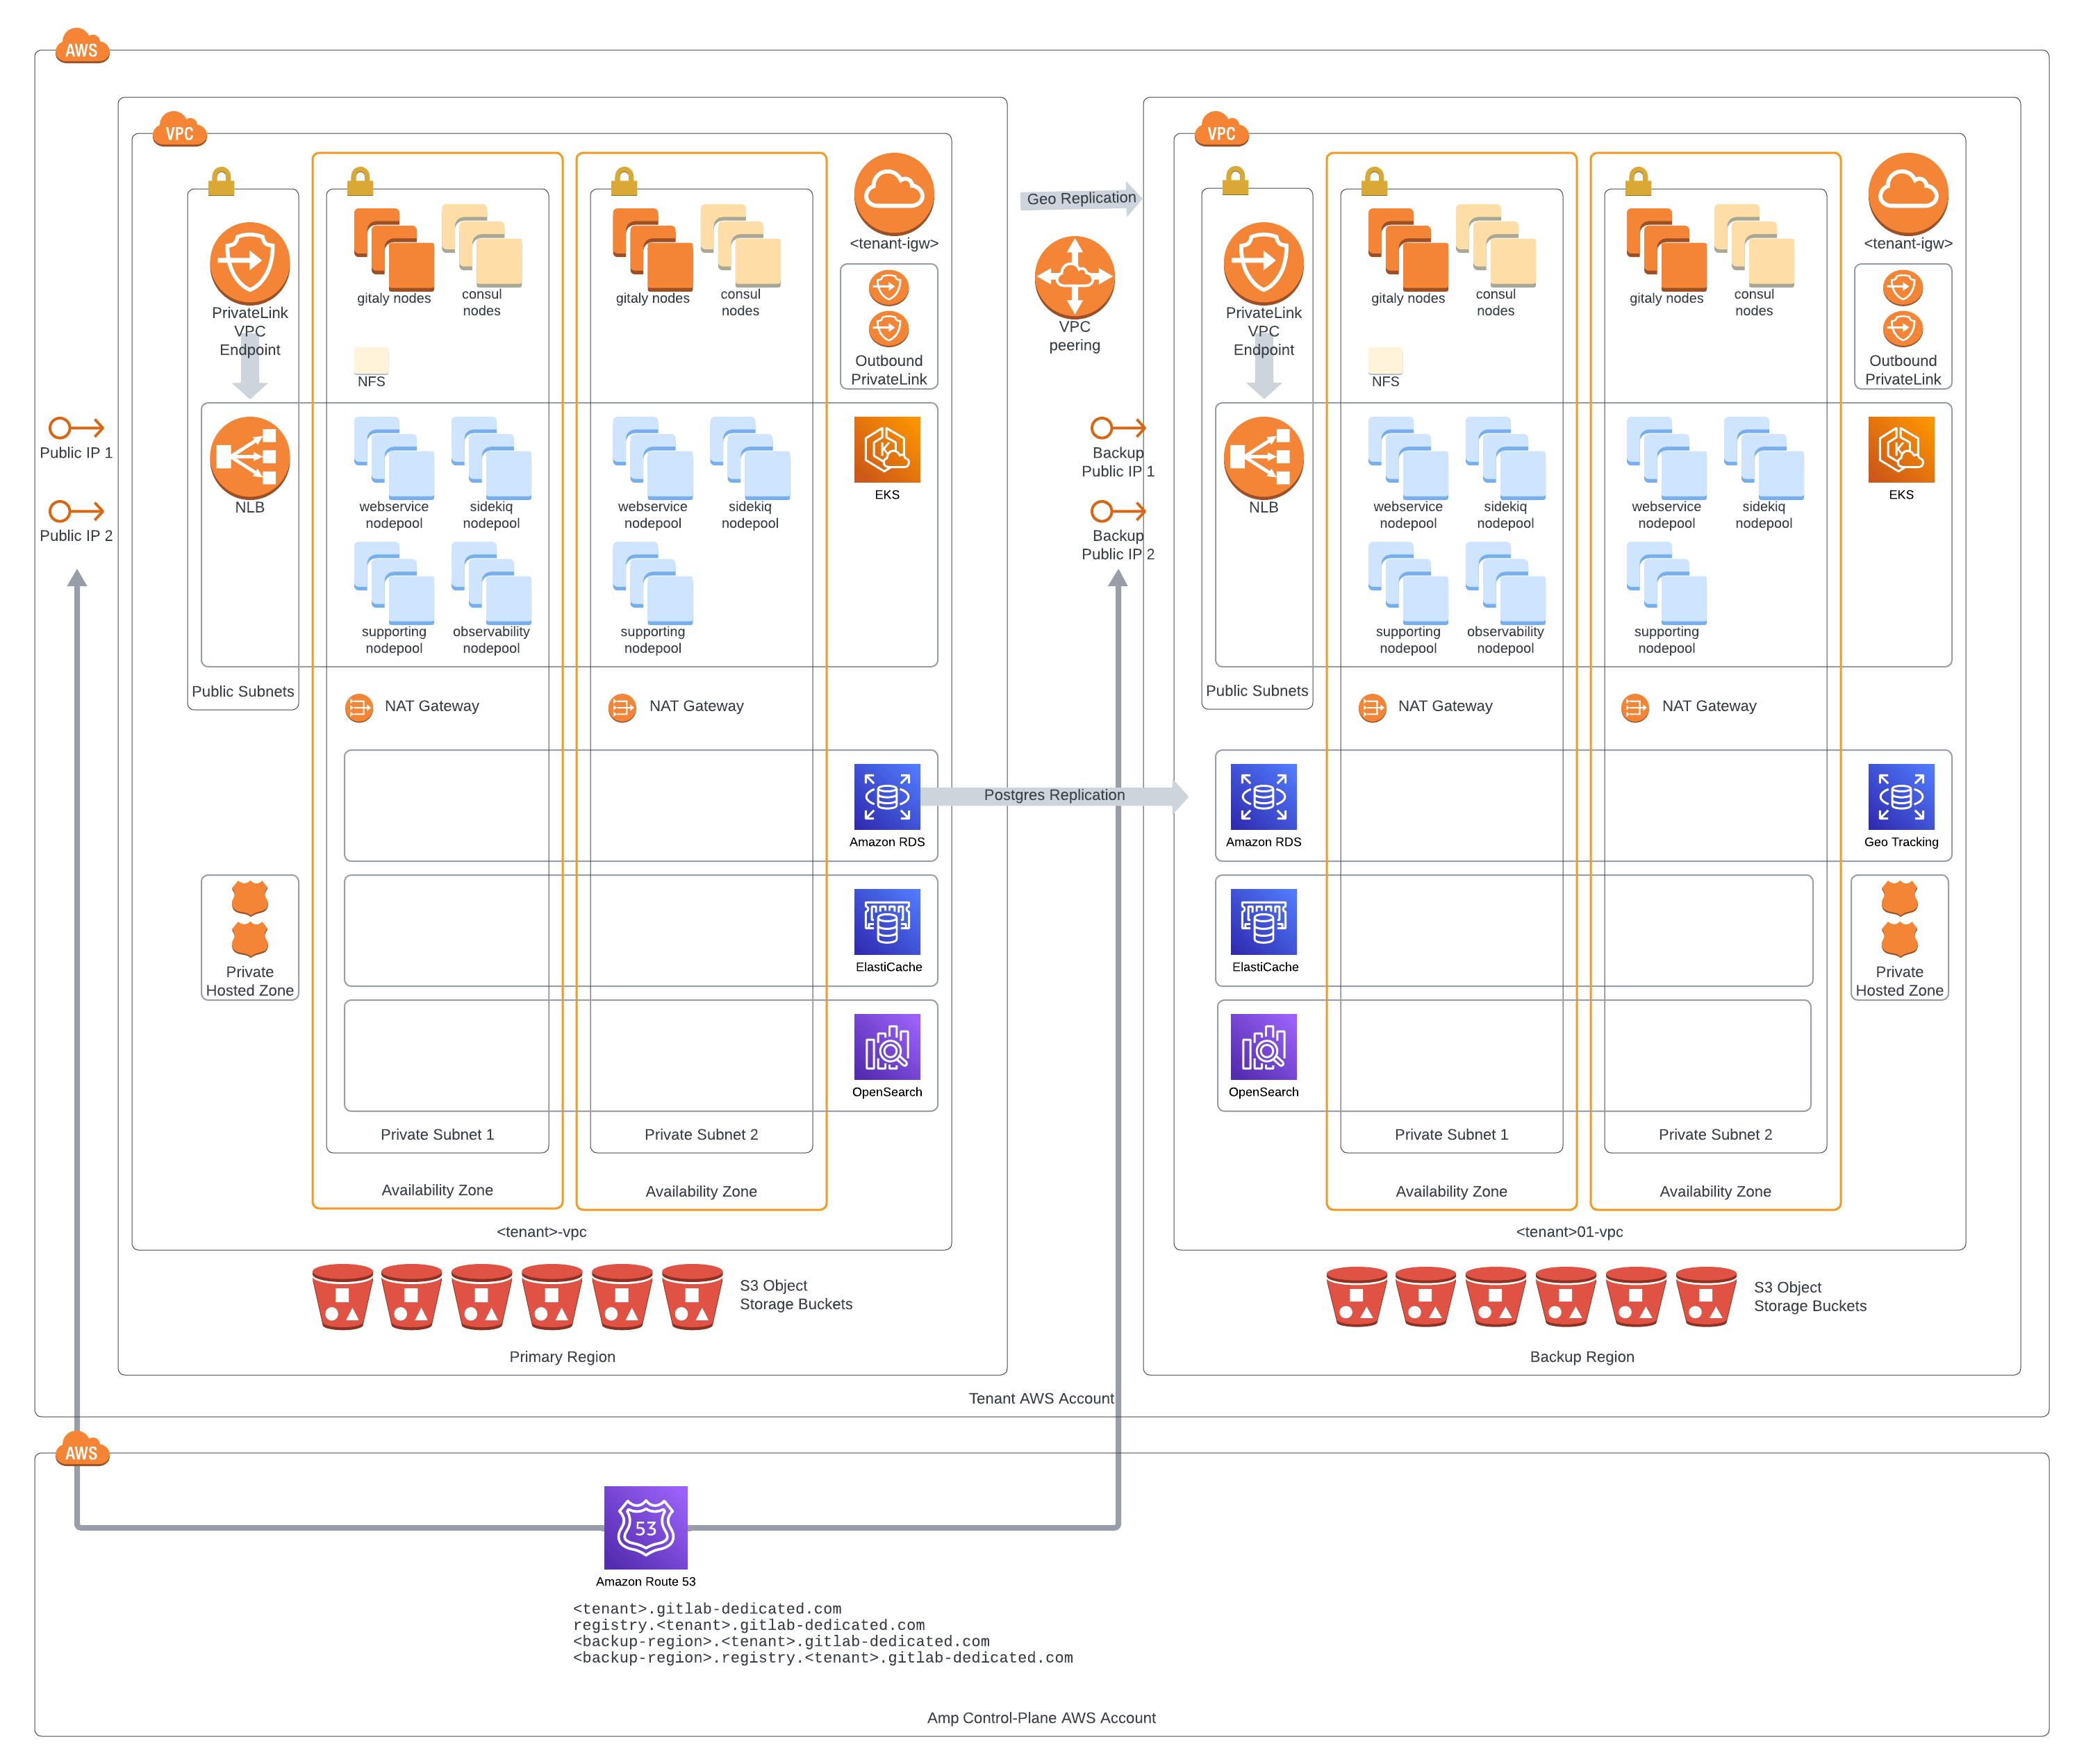 AWS
VPC
PrivateLink
VPC
Endpoint
gitaly nodes
consul
nodes
NFS
gitaly nodes
consul
nodes
<tenant-igw>
Outbound
PrivateLink
Public IP 1
Public IP 2
NLB
webservice
nodepool
sidekiq
nodepool
supporting
nodepool
observability
nodepool
webservice
nodepool
sidekiq
nodepool
supporting
nodepool
EKS
Public Subnets
NAT Gateway
NAT Gateway
Amazon RDS
Private
Hosted Zone
ElastiCache
OpenSearch
Private Subnet 1
Private Subnet 2
Availability Zone
Availability Zone
<tenant>-vpc
S3 Object
Storage Buckets
Primary Region
Geo Replication
VPC
peering
Backup
Public IP 1
Backup
Public IP 2
Postgres Replication
VPC
PrivateLink
VPC
Endpoint
gitaly nodes
consul
nodes
NFS
gitaly nodes
consul
nodes
<tenant-igw>
Outbound
PrivateLink
NLB
webservice
nodepool
sidekiq
nodepool
supporting
nodepool
observability
nodepool
webservice
nodepool
sidekiq
nodepool
supporting
nodepool
K
EKS
Public Subnets
NAT Gateway
NAT Gateway
Amazon RDS
Geo Tracking
ElastiCache
Private
Hosted Zone
OpenSearch
Private Subnet 1
Private Subnet 2
Availability Zone
Availability Zone
<tenant>01-vpc
S3 Object
Storage Buckets
Backup Region
Tenant AWS Account
AWS
53
Amazon Route 53
<tenant>.gitlab-dedicated.com
registry.<tenant>.gitlab-dedicated.com
<backup-region>.<tenant>.gitlab-dedicated.com
<backup-region>.registry.<tenant>.gitlab-dedicated.com
Amp Control-Plane AWS Account